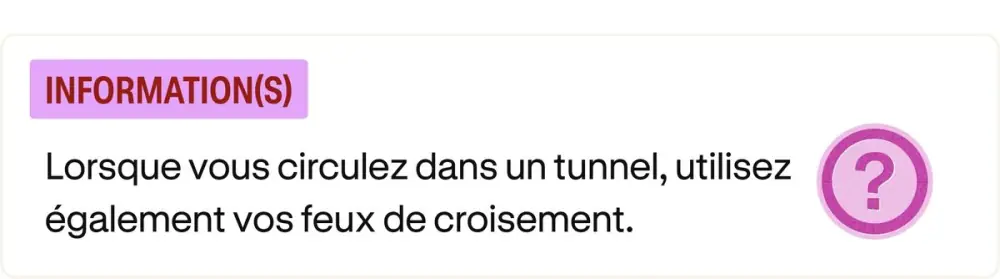 INFORMATION(S)
Lorsque vous circulez dans un tunnel, utilisez
également vos feux de croisement.
?